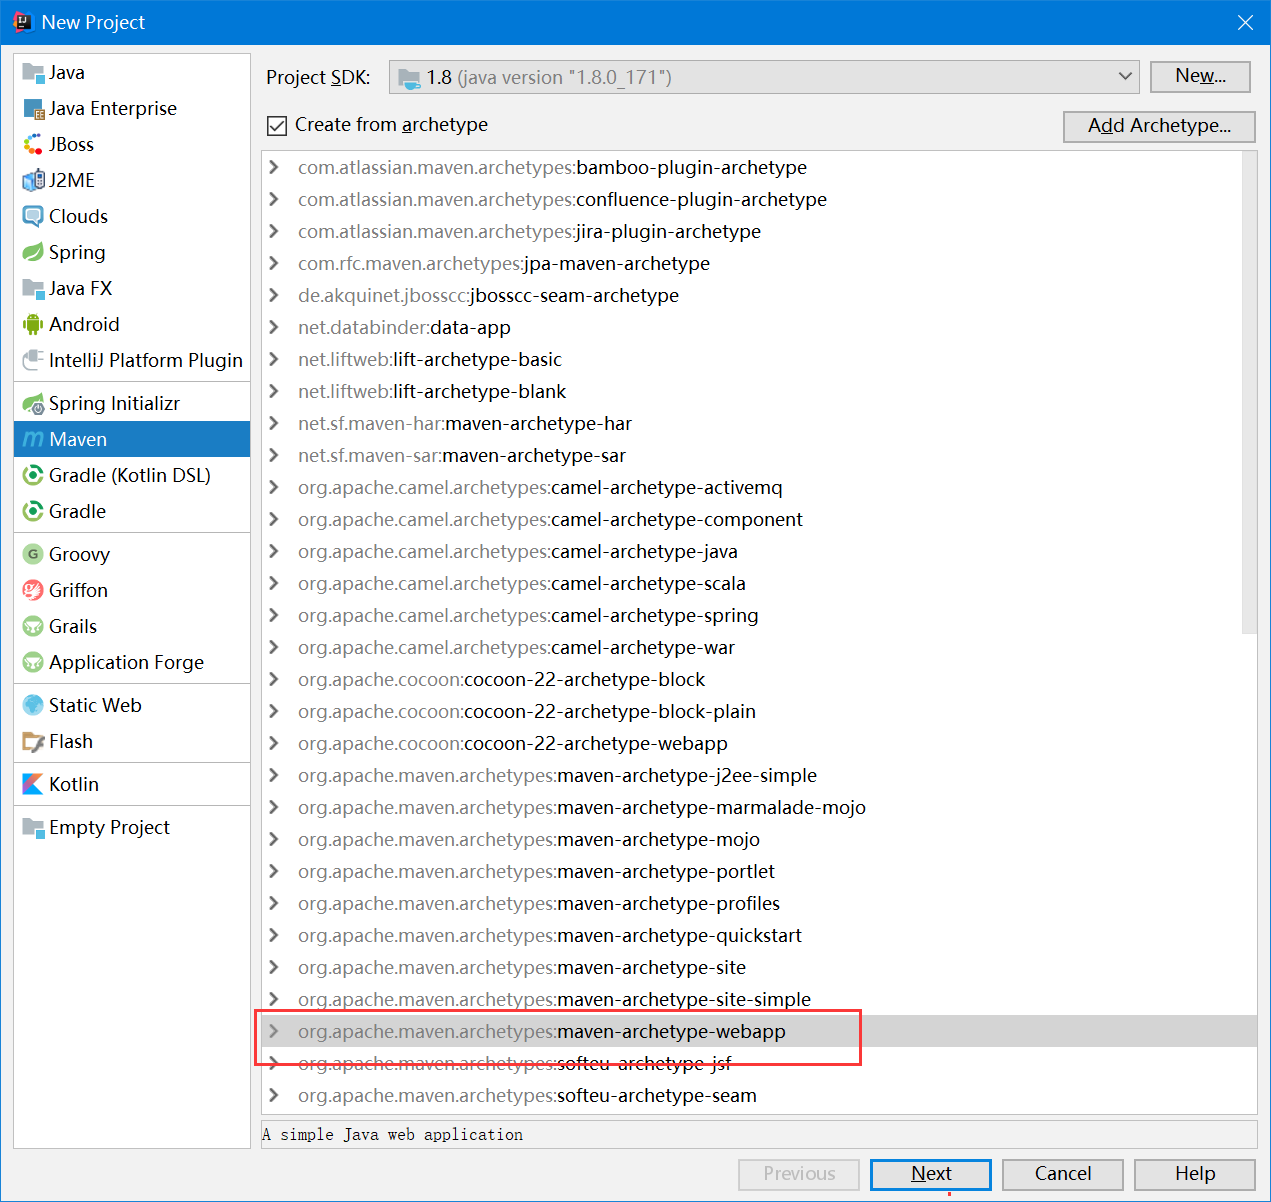 New Project
Java
Java Enterprise
JBoss
J2ME
Clouds
Spring
Java FX
Android
IntelliJ Platform Plugin
Spring Initializr
Maven
Gradle (Kotlin DSL)
Gradle
Groovy
Griffon
Grails
Application Forge
Static Web
Flash
Kotlin
Empty Project
Project SDK: 1.8 (java version "1.8.0_171") New...
Create from archetype Add Archetype...
com.atlassian.maven.archetypes:bamboo-plugin-archetype
com.atlassian.maven.archetypes:confluence-plugin-archetype
com.atlassian.maven.archetypes:jira-plugin-archetype
com.rfc.maven.archetypes:jpa-maven-archetype
de.akquinet.jbosscc:jbosscc-seam-archetype
net.databinder:data-app
net.liftweb:lift-archetype-basic
net.liftweb:lift-archetype-blank
net.sf.maven-har:maven-archetype-har
net.sf.maven-sar:maven-archetype-sar
org.apache.camel.archetypes:camel-archetype-activemq
org.apache.camel.archetypes:camel-archetype-component
org.apache.camel.archetypes:camel-archetype-java
org.apache.camel.archetypes:camel-archetype-scala
org.apache.camel.archetypes:camel-archetype-spring
org.apache.camel.archetypes:camel-archetype-war
org.apache.cocoon:cocoon-22-archetype-block
org.apache.cocoon:cocoon-22-archetype-block-plain
org.apache.cocoon:cocoon-22-archetype-webapp
org.apache.maven.archetypes:maven-archetype-j2ee-simple
org.apache.maven.archetypes:maven-archetype-marmalade-mojo
org.apache.maven.archetypes:maven-archetype-mojo
org.apache.maven.archetypes:maven-archetype-portlet
org.apache.maven.archetypes:maven-archetype-profiles
org.apache.maven.archetypes:maven-archetype-quickstart
org.apache.maven.archetypes:maven-archetype-site
org.apache.maven.archetypes:maven-archetype-site-simple
org.apache.maven.archetypes:maven-archetype-webapp
org.apache.maven.archetypes:softeu-archetype-jsf
org.apache.maven.archetypes:softeu-archetype-seam
A simple Java web application
Previous Next Cancel Help